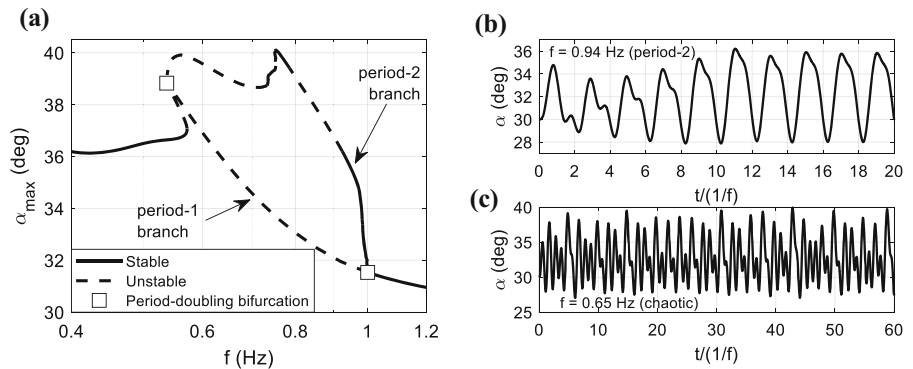 (a)
40
38
36
34
32
30
α_max (deg)
0.4
0.6
0.8
1
1.2
f (Hz)
period-2
branch
period-1
branch
Stable
Unstable
Period-doubling bifurcation
(b)
f = 0.94 Hz (period-2)
36
32
28
α (deg)
0 2 4 6 8 10 12 14 16 18 20
t/(1/f)
(c)
40
35
30
25
α (deg)
f = 0.65 Hz (chaotic)
0 10 20 30 40 50 60
t/(1/f)